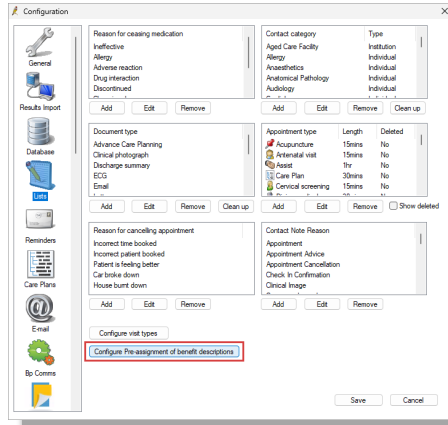 Configuration
General
Results Import
Database
Lists
Reminders
Care Plans
E-mail
Bp Comms
Reason for ceasing medication
Ineffective
Allergy
Adverse reaction
Drug interaction
Discontinued
Add Edit Remove
Contact category Type
Aged Care Facility Institution
Allergy Individual
Anaesthetics Individual
Anatomical Pathology Individual
Audiology Individual
Add Edit Remove Clean up
Document type
Advance Care Planning
Clinical photograph
Discharge summary
ECG
Email
Add Edit Remove Clean up
Appointment type Length Deleted
Acupuncture 15mins No
Antenatal visit 15mins No
Assist 1hr No
Care Plan 30mins No
Cervical screening 15mins No
Add Edit Remove Show deleted
Reason for cancelling appointment
Incorrect time booked
Incorrect patient booked
Patient is feeling better
Car broke down
House burnt down
Add Edit Remove
Contact Note Reason
Appointment
Appointment Advice
Appointment Cancellation
Check In Confirmation
Clinical Image
Add Edit Remove
Configure visit types
Configure Pre-assignment of benefit descriptions
Save Cancel